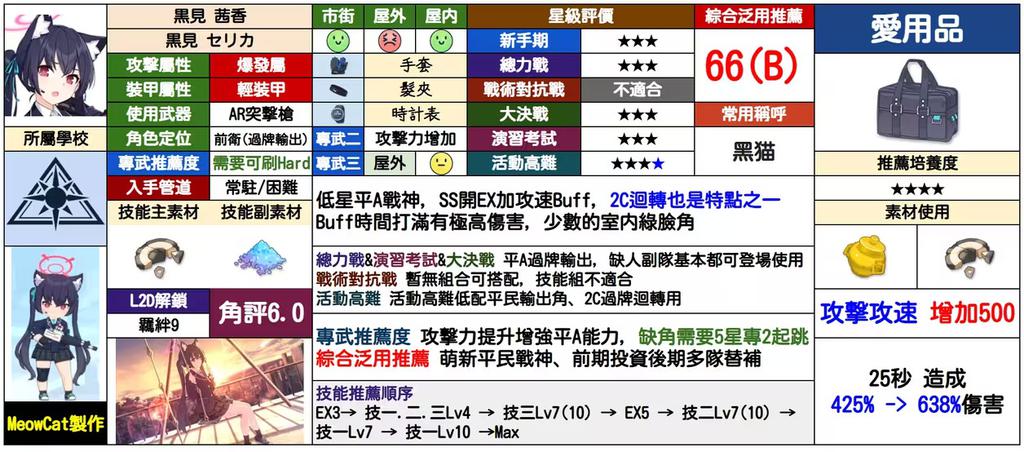 黒見 茜香
黒見 セリカ
攻擊屬性 爆發屬
裝甲屬性 輕裝甲
使用武器 AR突擊槍
所屬學校
角色定位 前衛(過牌輸出)
專武推薦度 需要可刷Hard
入手管道 常駐/困難
技能主素材 技能副素材
L2D解鎖
羈絆9
角評6.0
MeowCat製作
市街 屋外 屋內
手套
髮夾
時計表
專武二 攻擊力增加
專武三 屋外
星級評價
新手期 ★★★
總力戰 ★★★
戰術對抗戰 不適合
大決戰 ★★★
演習考試 ★★★
活動高難 ★★★★★
綜合泛用推薦
66(B)
常用稱呼
黑猫
低星平A戰神, SS開EX加攻速Buff, 2C迴轉也是特點之一
Buff時間打滿有極高傷害, 少數的室內綠臉角
總力戰&演習考試&大決戰 平A過牌輸出, 缺人副隊基本都可登場使用
戰術對抗戰 暫無組合可搭配, 技能組不適合
活動高難 活動高難低配平民輸出角、2C過牌迴轉用
專武推薦度 攻擊力提升增強平A能力, 缺角需要5星專2起跳
綜合泛用推薦 萌新平民戰神、前期投資後期多隊替補
技能推薦順序
EX3→ 技一.二.三Lv4 → 技三Lv7(10) → EX5 → 技二Lv7(10) →
技一Lv7 → 技一Lv10 →Max
愛用品
推薦培養度
★★★★
素材使用
攻擊攻速 增加500
25秒 造成
425% -> 638%傷害